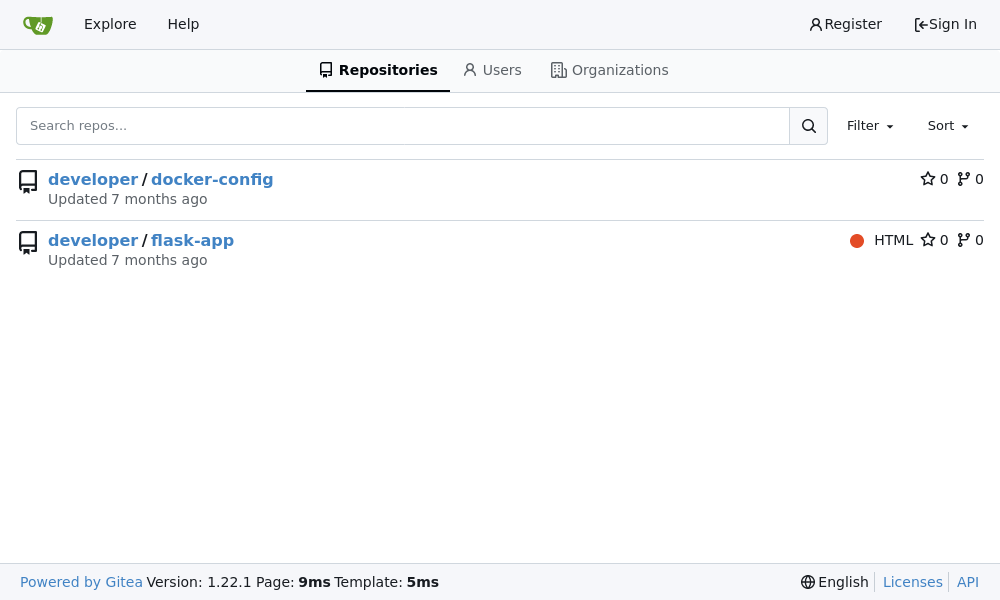 Explore Help Register Sign In
Repositories Users Organizations
Search repos... Filter Sort
developer / docker-config 0 0
Updated 7 months ago
developer / flask-app HTML 0 0
Updated 7 months ago
Powered by Gitea Version: 1.22.1 Page: 9ms Template: 5ms English Licenses API